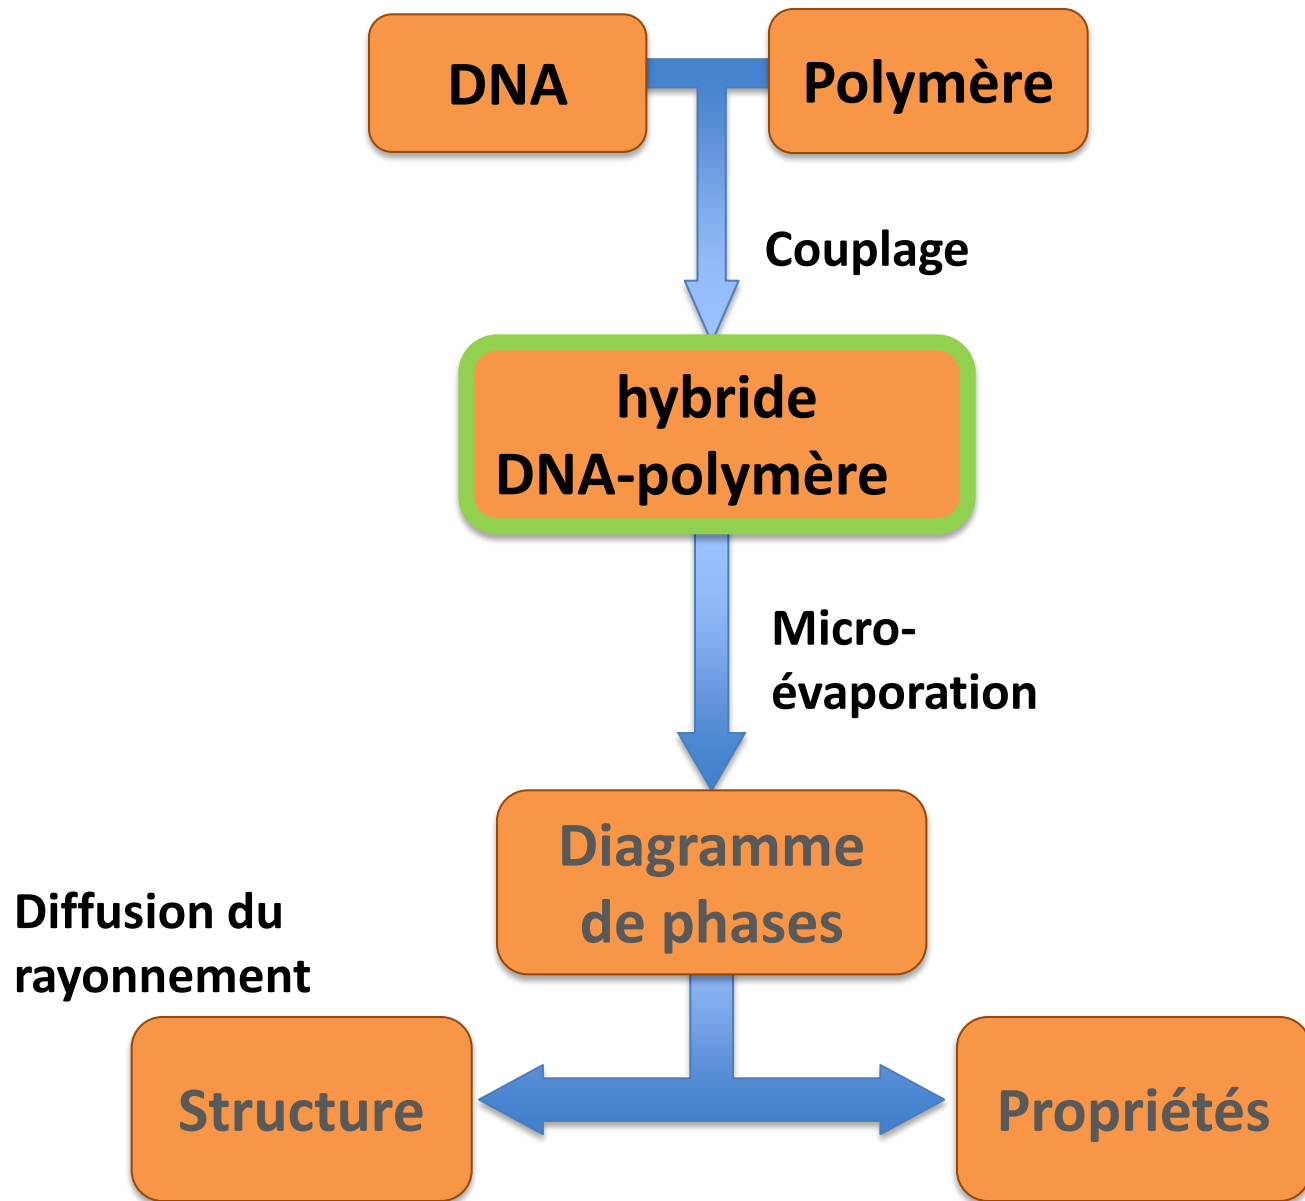 DNA
Polymère
Couplage
hybride
DNA-polymère
Micro-
évaporation
Diagramme
de phases
Diffusion du
rayonnement
Structure
Propriétés